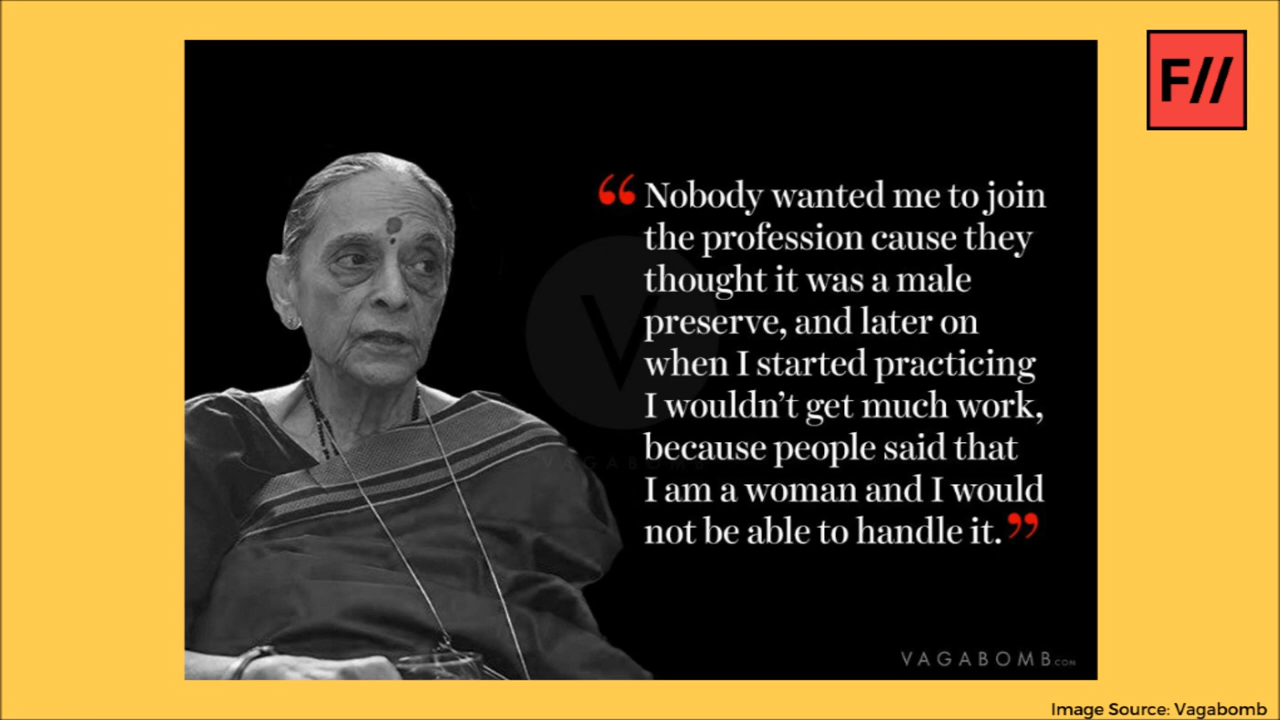 F//
“ Nobody wanted me to join
the profession cause they
thought it was a male
preserve, and later on
when I started practicing
I wouldn’t get much work,
because people said that
I am a woman and I would
not be able to handle it.”
V
VAGABOMB
VAGABOMB.COM
Image Source: Vagabomb